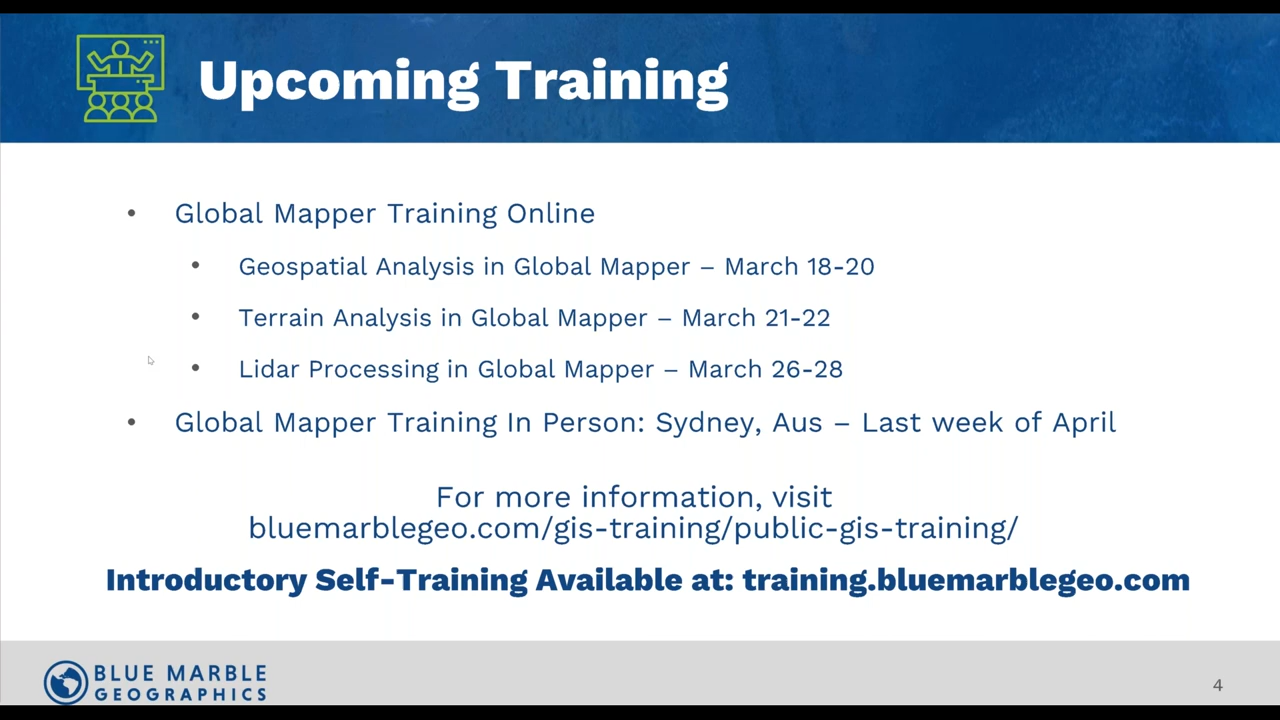 Upcoming Training
• Global Mapper Training Online
• Geospatial Analysis in Global Mapper – March 18-20
• Terrain Analysis in Global Mapper – March 21-22
• Lidar Processing in Global Mapper – March 26-28
• Global Mapper Training In Person: Sydney, Aus – Last week of April
For more information, visit
bluemarblegeo.com/gis-training/public-gis-training/
Introductory Self-Training Available at: training.bluemarblegeo.com
BLUE MARBLE
GEOGRAPHICS
4